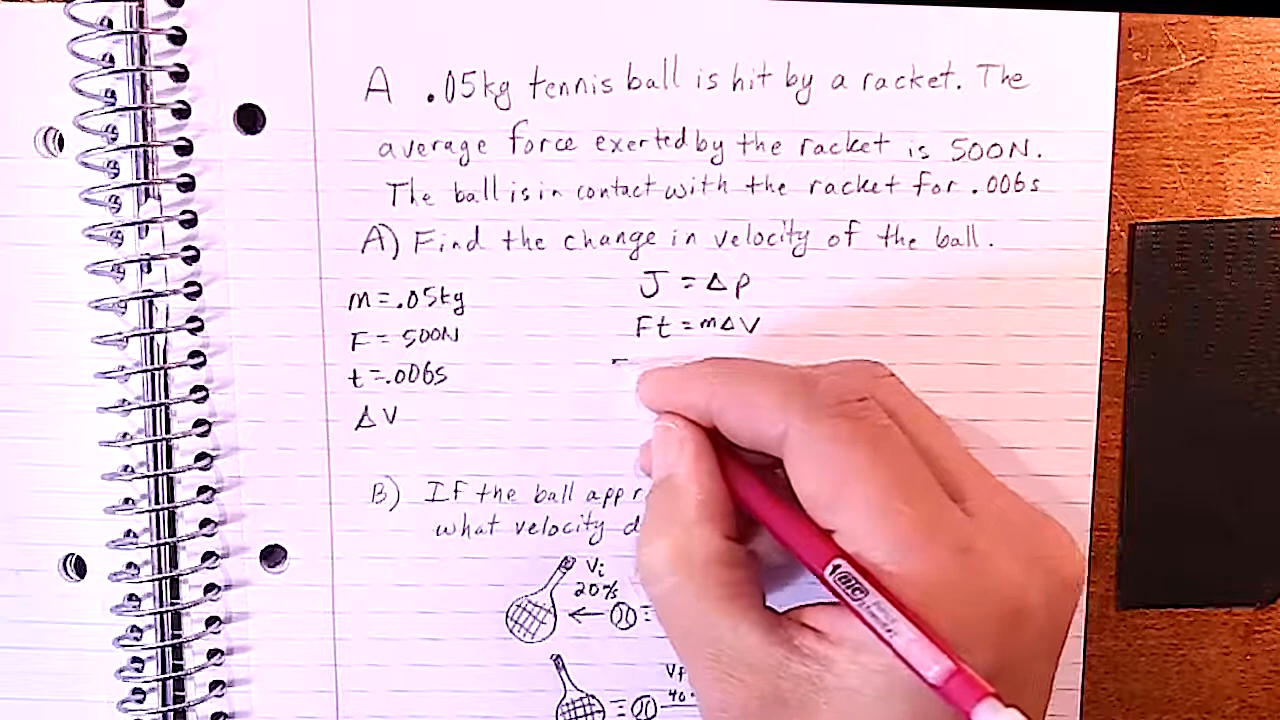 A .05kg tennis ball is hit by a racket. The
average force exerted by the racket is 500N.
The ball is in contact with the racket for .006s
A) Find the change in velocity of the ball.
m = .05kg
F = 500N
t = .006s
ΔV
J = Δp
Ft = mΔV
B) If the ball
what velocity
Vi
20 m/s
Vf
40
BIC